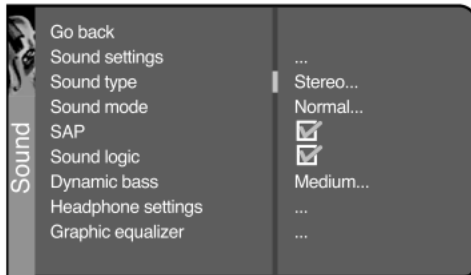 Go back
Sound settings ...
Sound type Stereo...
Sound mode Normal...
SAP
Sound logic
Dynamic bass Medium...
Headphone settings ...
Graphic equalizer ...
Sound